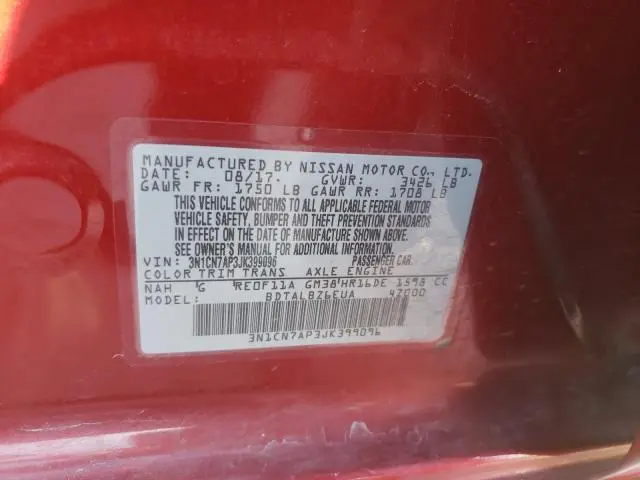 MANUFACTURED BY NISSAN MOTOR CO., LTD.
DATE: 08/17. GVWR: 3426 LB
GAWR FR: 1750 LB GAWR RR: 1708 LB
THIS VEHICLE CONFORMS TO ALL APPLICABLE FEDERAL MOTOR
VEHICLE SAFETY, BUMPER AND THEFT PREVENTION STANDARDS
IN EFFECT ON THE DATE OF MANUFACTURE SHOWN ABOVE.
SEE OWNER'S MANUAL FOR ADDITIONAL INFORMATION
VIN: 3N1CN7AP3JK399096 PASSENGER CAR
COLOR TRIM TRANS AXLE ENGINE
NAH G RE0F11A GM38 HR16DE 1598 CC
BDTALBZ6EUA 47000
3N1CN7AP3JK399096